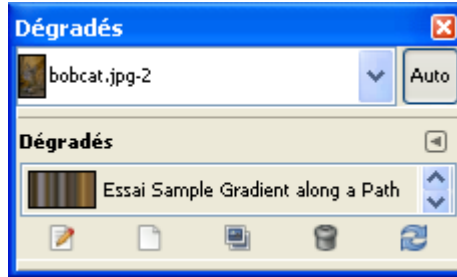 Dégradés
bobcat.jpg-2
Auto
Dégradés
Essai Sample Gradient along a Path